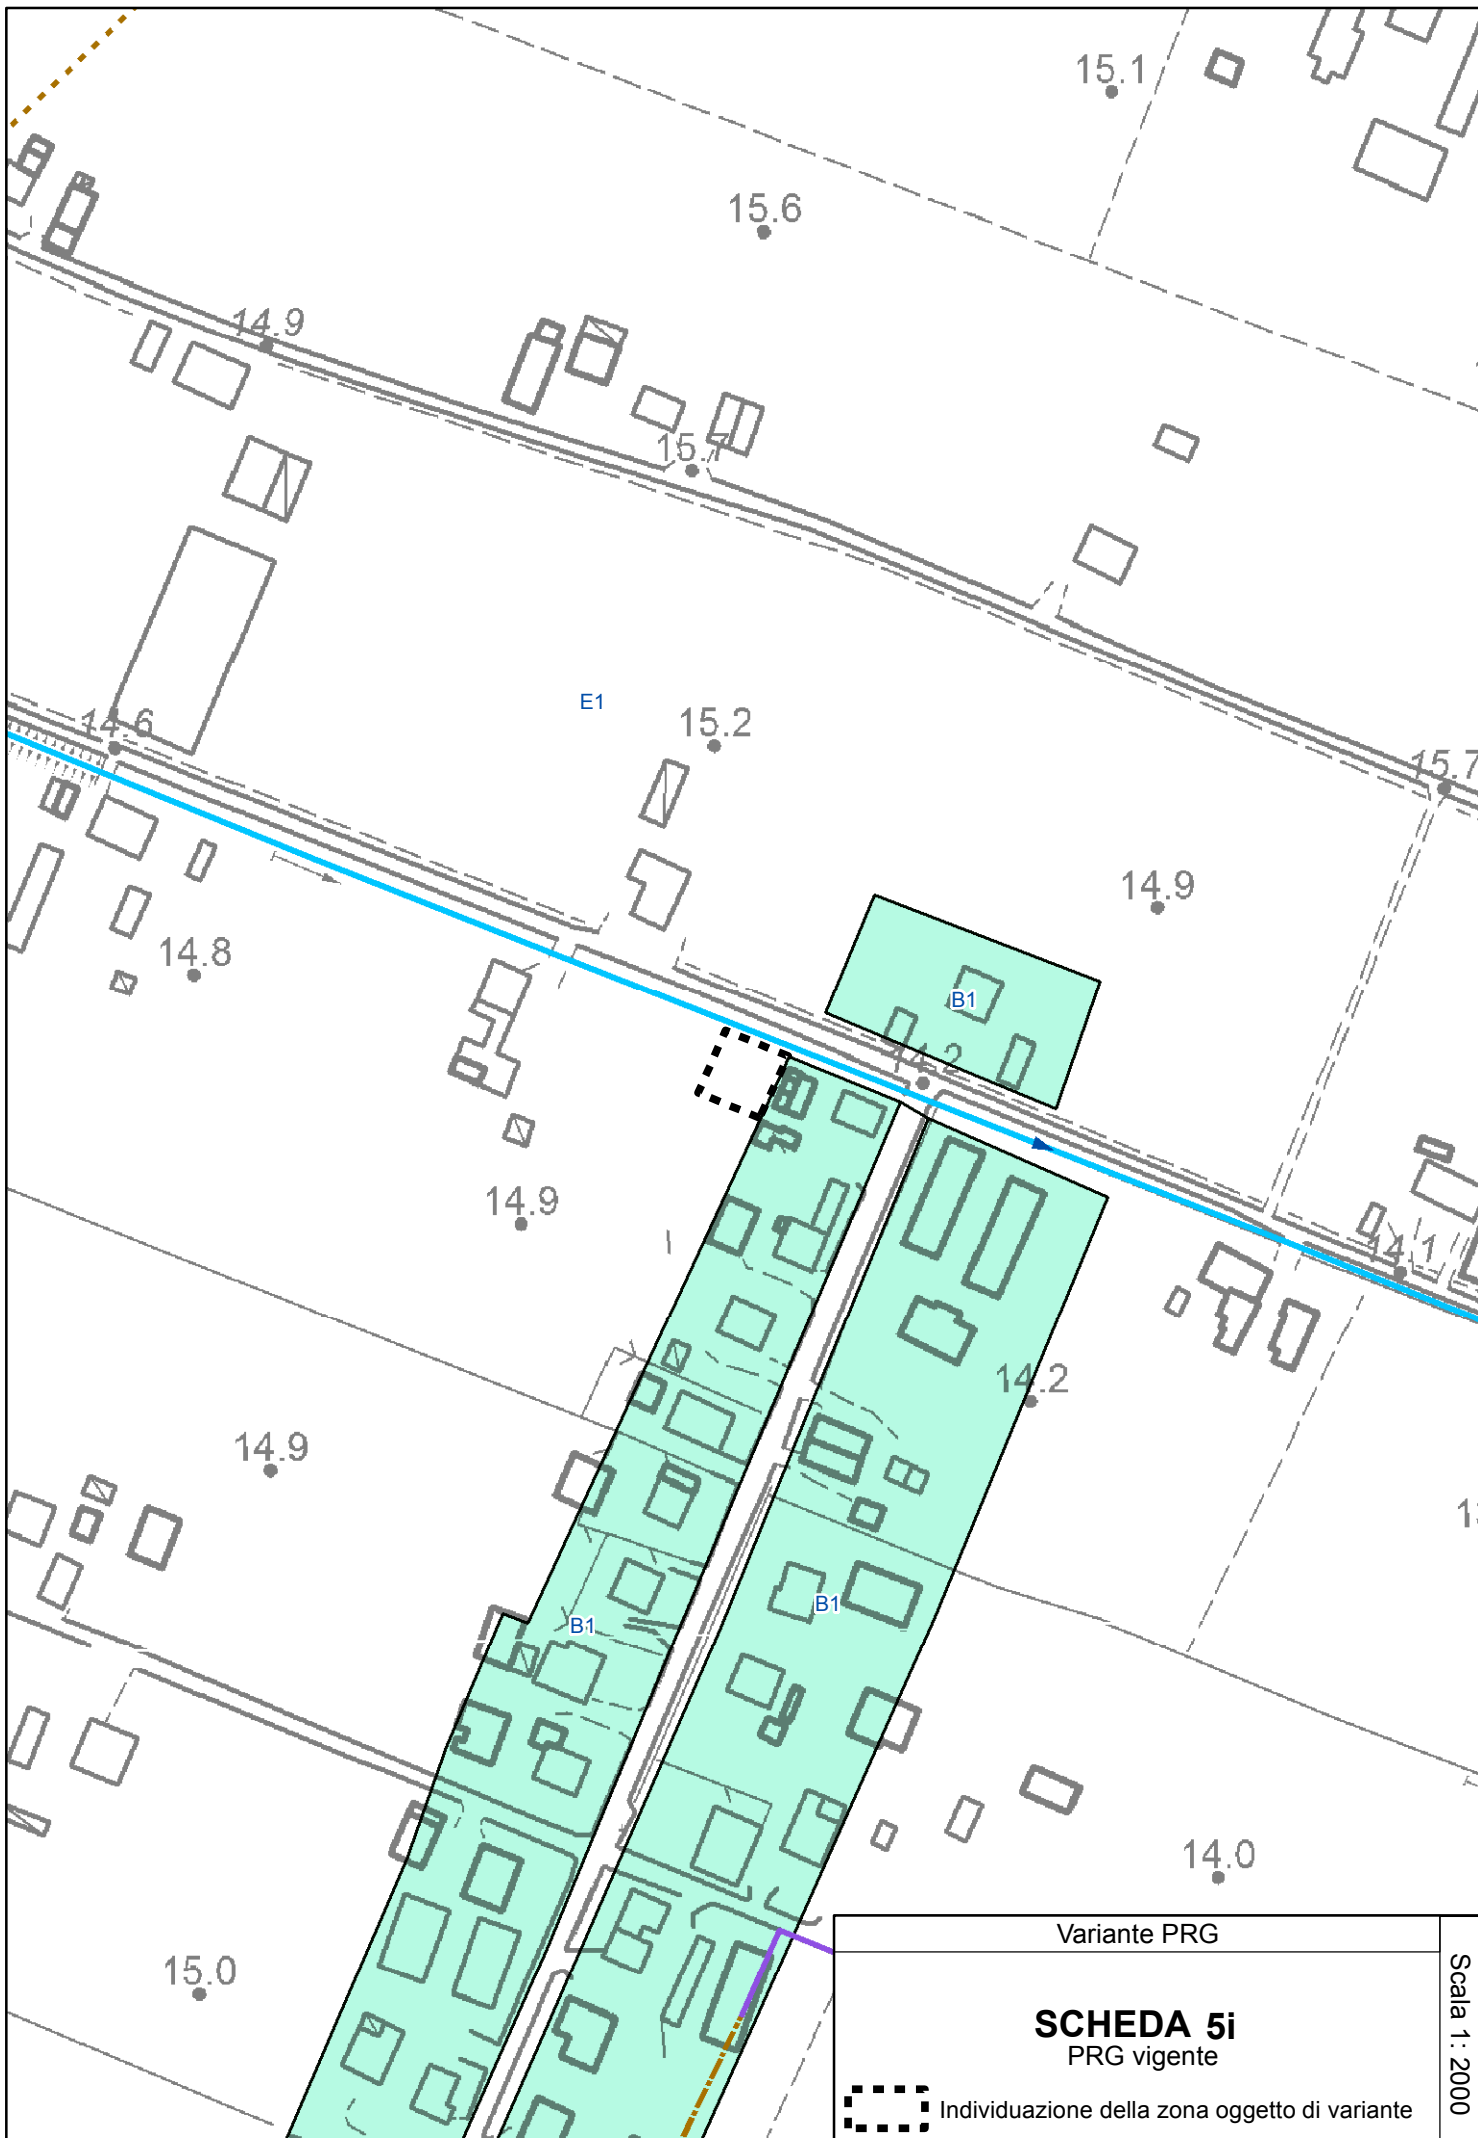 15.1
15.6
14.9
15.7
E1
15.2
14.6
15.7
14.9
14.8
B1
14.2
14.9
14.1
14.2
14.9
B1
B1
14.0
15.0
Variante PRG
SCHEDA 5i
PRG vigente
Individuazione della zona oggetto di variante
Scala 1: 2000